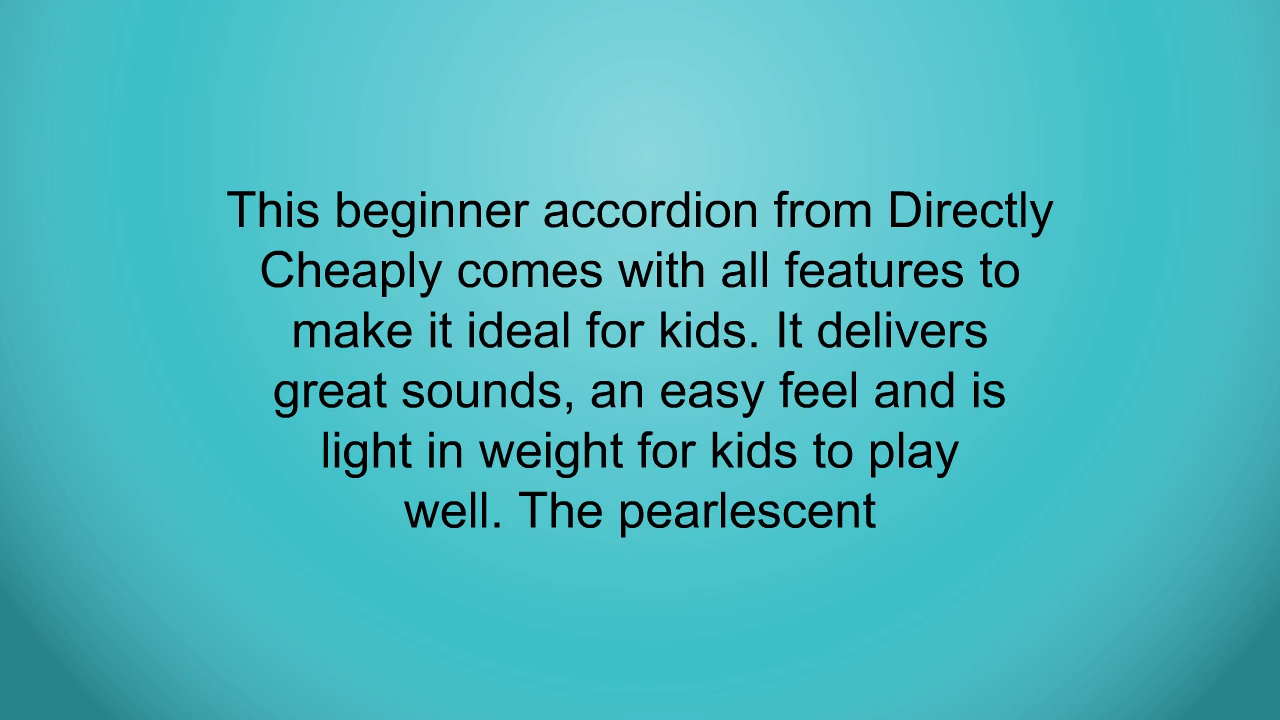 This beginner accordion from Directly
Cheaply comes with all features to
make it ideal for kids. It delivers
great sounds, an easy feel and is
light in weight for kids to play
well. The pearlescent